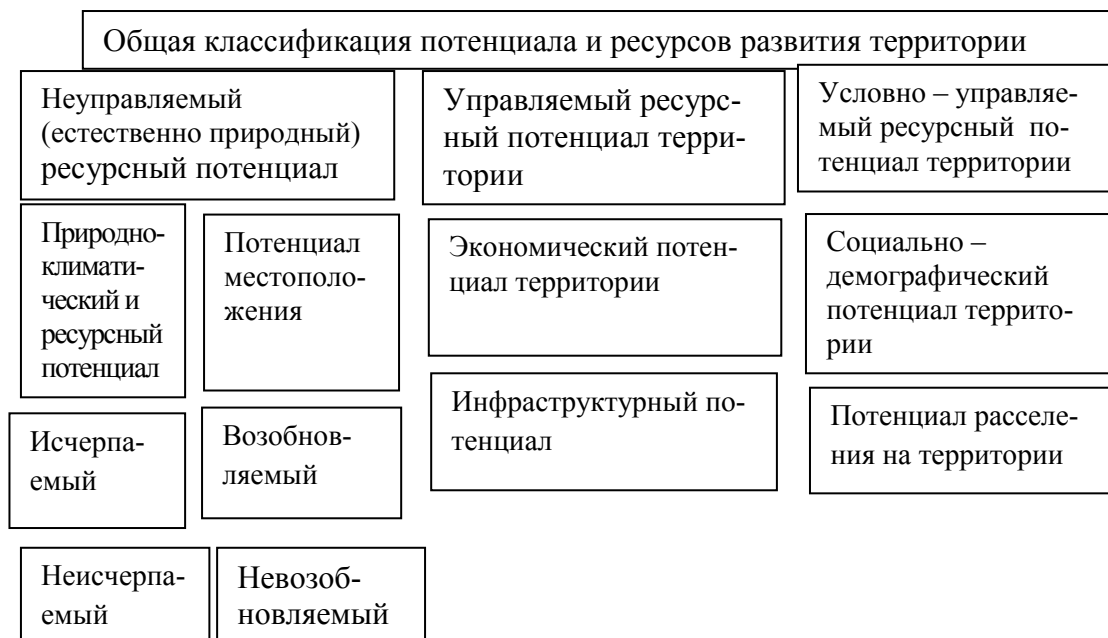 Общая классификация потенциала и ресурсов развития территории
Неуправляемый
(естественно природный)
ресурсный потенциал
Управляемый ресурс-
ный потенциал терри-
тории
Условно – управляе-
мый ресурсный по-
тенциал территории
Природно-
климати-
ческий и
ресурсный
потенциал
Потенциал
местополо-
жения
Экономический потен-
циал территории
Социально –
демографический
потенциал террито-
рии
Исчерпа-
емый
Возобнов-
ляемый
Инфраструктурный по-
тенциал
Потенциал расселе-
ния на территории
Неисчерпа-
емый
Невозоб-
новляемый